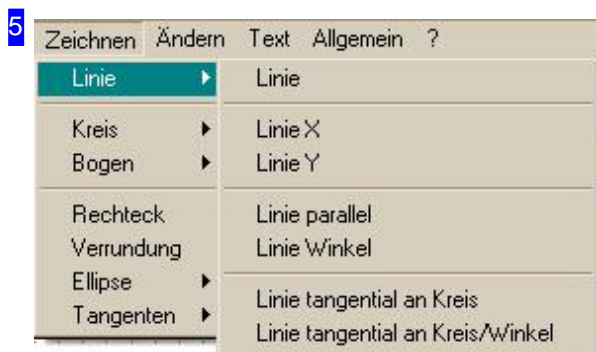 5
Zeichnen Ändern Text Allgemein ?
Linie
Kreis
Bogen
Rechteck
Verrundung
Ellipse
Tangenten
Linie
Linie X
Linie Y
Linie parallel
Linie Winkel
Linie tangential an Kreis
Linie tangential an Kreis/Winkel